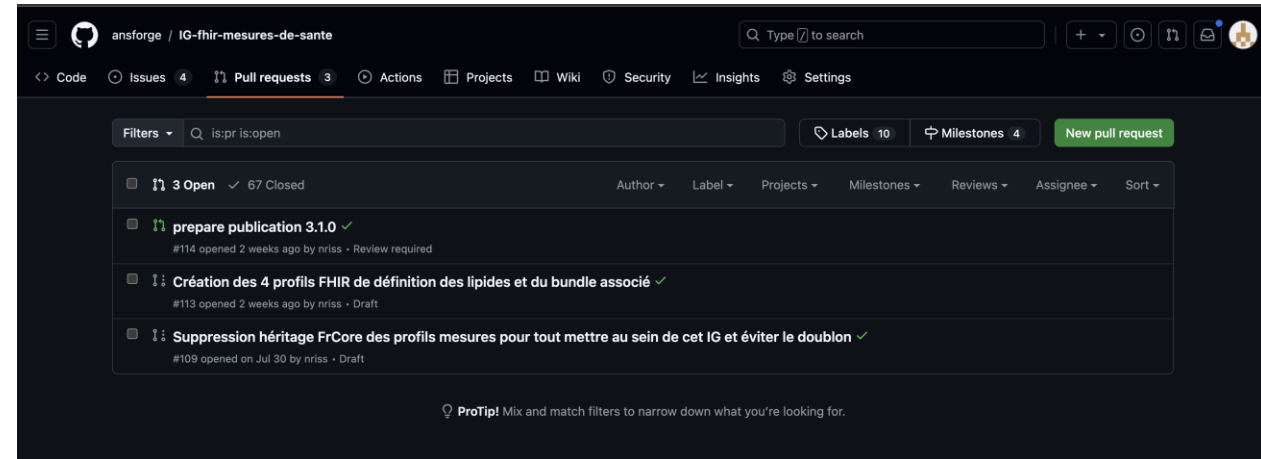 ansforge / IG-fhir-mesures-de-sante
Type / to search
Code Issues 4 Pull requests 3 Actions Projects Wiki Security Insights Settings
Filters is:pr is:open Labels 10 Milestones 4 New pull request
3 Open 67 Closed Author Label Projects Milestones Reviews Assignee Sort
prepare publication 3.1.0
#114 opened 2 weeks ago by nriss • Review required
Création des 4 profils FHIR de définition des lipides et du bundle associé
#113 opened 2 weeks ago by nriss • Draft
Suppression héritage FrCore des profils mesures pour tout mettre au sein de cet IG et éviter le doublon
#109 opened on Jul 30 by nriss • Draft
ProTip! Mix and match filters to narrow down what you're looking for.